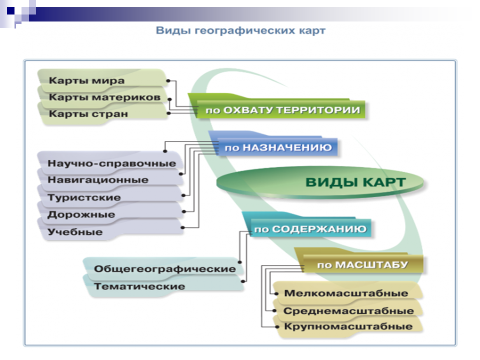 Виды географических карт
Карты мира
Карты материков
Карты стран
по ОХВАТУ ТЕРРИТОРИИ
по НАЗНАЧЕНИЮ
Научно-справочные
Навигационные
Туристские
Дорожные
Учебные
ВИДЫ КАРТ
по СОДЕРЖАНИЮ
Общегеографические
Тематические
по МАСШТАБУ
Мелкомасштабные
Среднемасштабные
Крупномасштабные